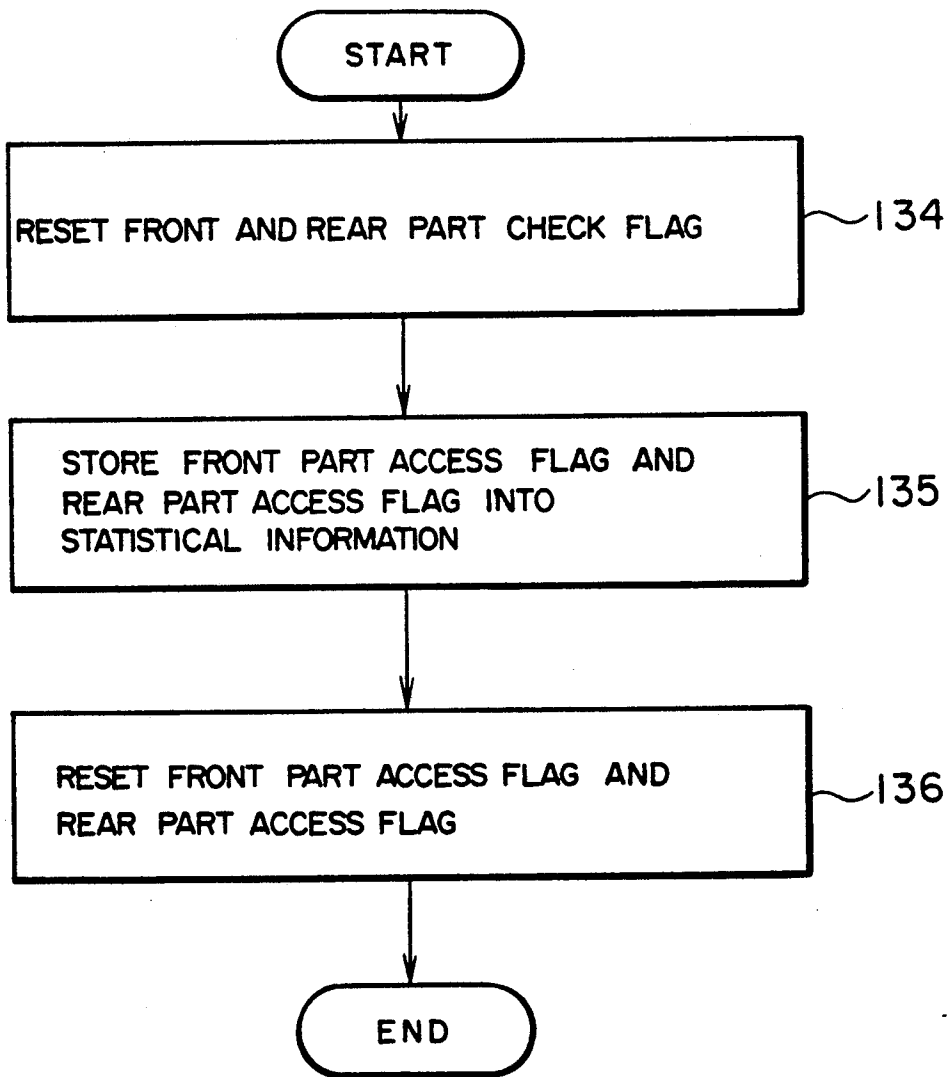 START
RESET FRONT AND REAR PART CHECK FLAG
134
STORE FRONT PART ACCESS FLAG AND
REAR PART ACCESS FLAG INTO
STATISTICAL INFORMATION
135
RESET FRONT PART ACCESS FLAG AND
REAR PART ACCESS FLAG
136
END